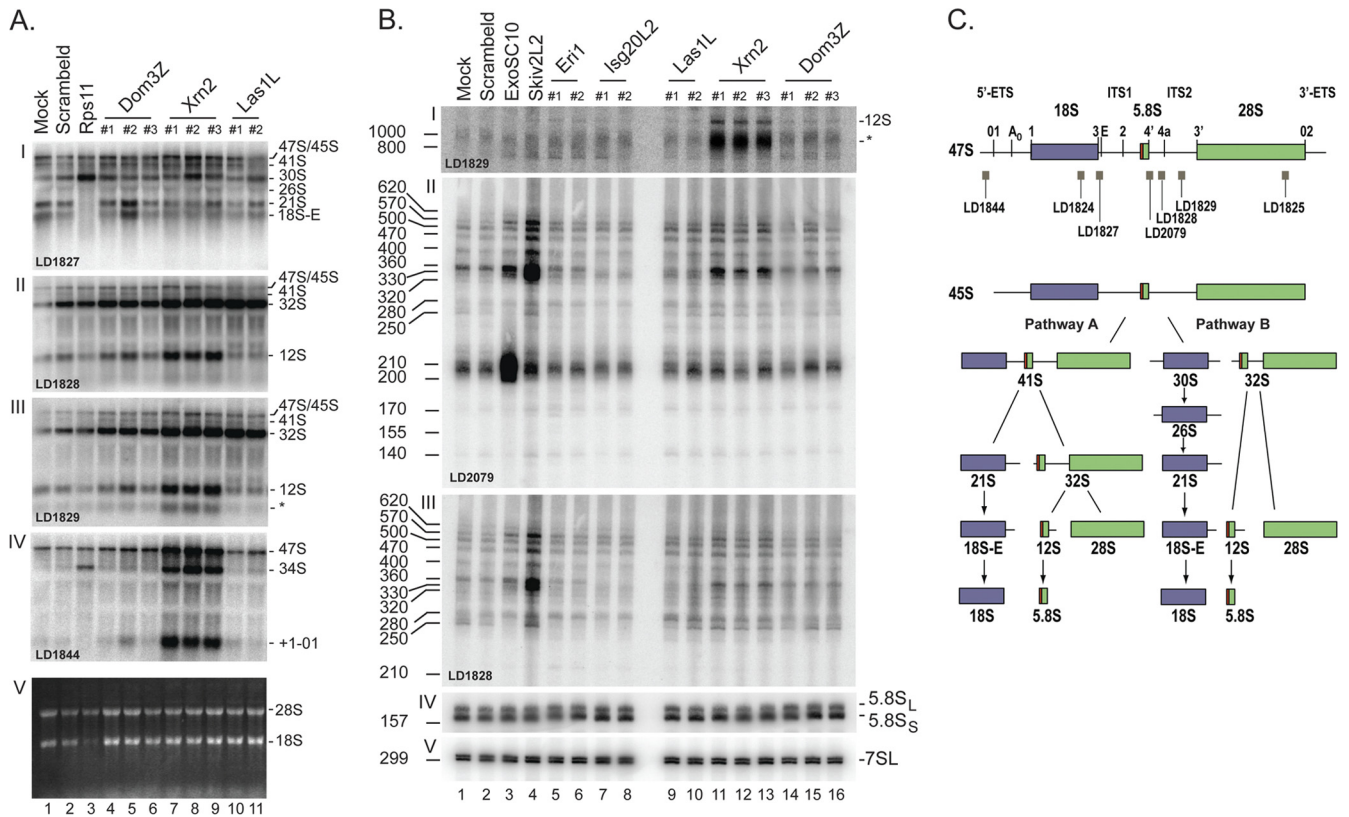 A.
Mock
Scrambeld
Rps11
Dom3Z
Xrn2
Las1L
#1 #2 #3 #1 #2 #3 #1 #2
I
47S/45S
41S
30S
26S
21S
18S-E
LD1827
II
47S/45S
41S
32S
12S
LD1828
III
47S/45S
41S
32S
12S
*
LD1829
IV
47S
34S
+1-01
LD1844
V
28S
18S
1 2 3 4 5 6 7 8 9 10 11
B.
Mock
Scrambeld
ExoSC10
Skiv2L2
Eri1
Isg20L2
Las1L
Xrn2
Dom3Z
#1 #2 #1 #2 #1 #2 #1 #2 #3 #1 #2 #3
I
1000
800
-12S
-*
LD1829
II
620
570
500
470
400
360
330
320
280
250
210
200
170
155
140
LD2079
III
620
570
500
470
400
360
330
320
280
250
210
LD1828
IV
157
5.8SL
5.8SS
V
299
-7SL
1 2 3 4 5 6 7 8 9 10 11 12 13 14 15 16
C.
5'-ETS ITS1 ITS2 3'-ETS
18S 5.8S 28S
01 A0 1 3 E 2 4' 4a 3' 02
47S
LD1844 LD1824 LD1827 LD2079 LD1828 LD1829 LD1825
45S
Pathway A Pathway B
41S 30S 32S
26S
21S 32S 21S
18S-E 12S 28S 18S-E 12S 28S
18S 5.8S 18S 5.8S